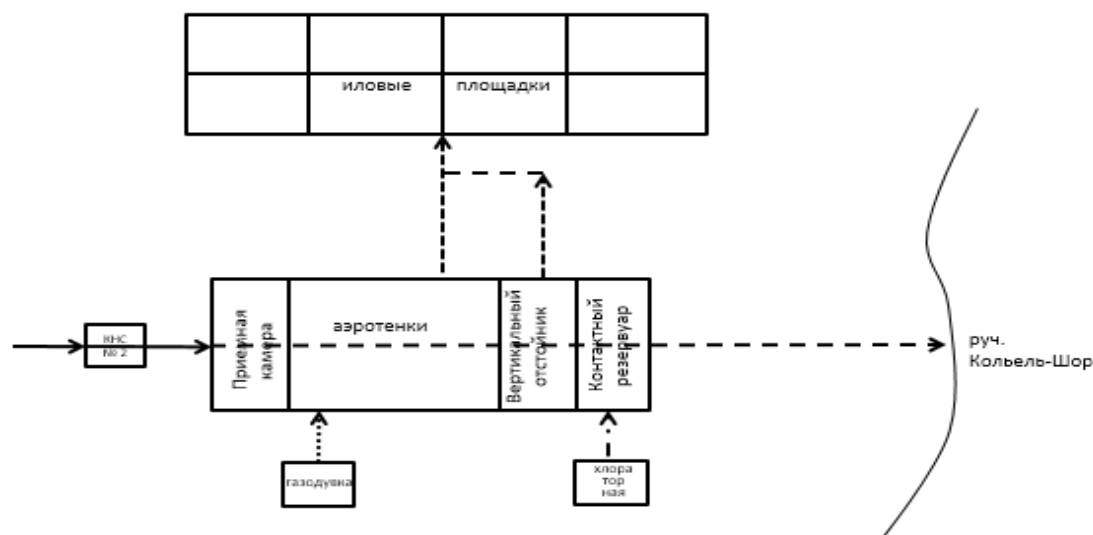 иловые площадки
КНС
№ 2
Приемная
камера
аэротенки
Вертикальный
отстойник
Контактный
резервуар
руч.
Кольель-Шор
газодувка
хлора
тор
ная